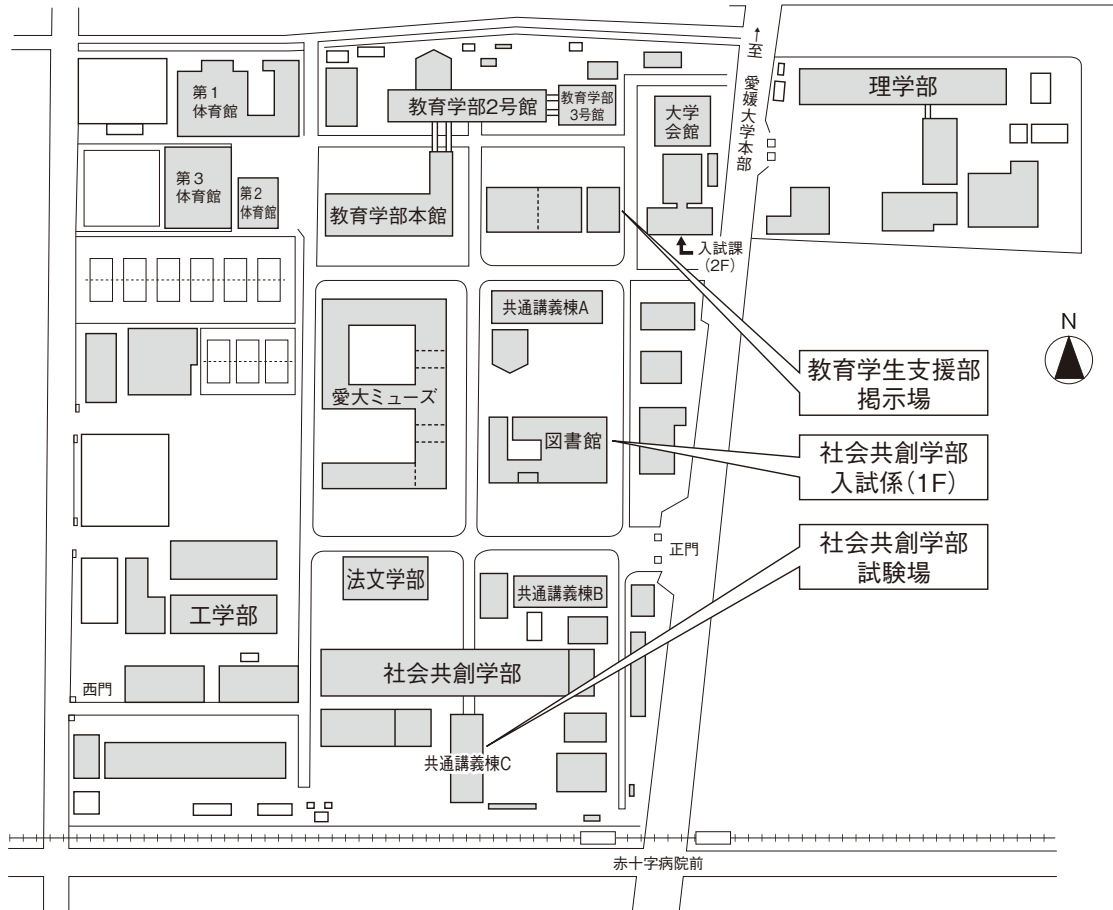 ↑至 愛媛大学本部
第1
体育館
教育学部2号館
教育学部
3号館
大学
会館
理学部
第3
体育館
第2
体育館
教育学部本館
入試課
(2F)
共通講義棟A
N
教育学生支援部
掲示場
愛大ミューズ
図書館
社会共創学部
入試係(1F)
正門
社会共創学部
試験場
法文学部
共通講義棟B
工学部
社会共創学部
西門
共通講義棟C
赤十字病院前